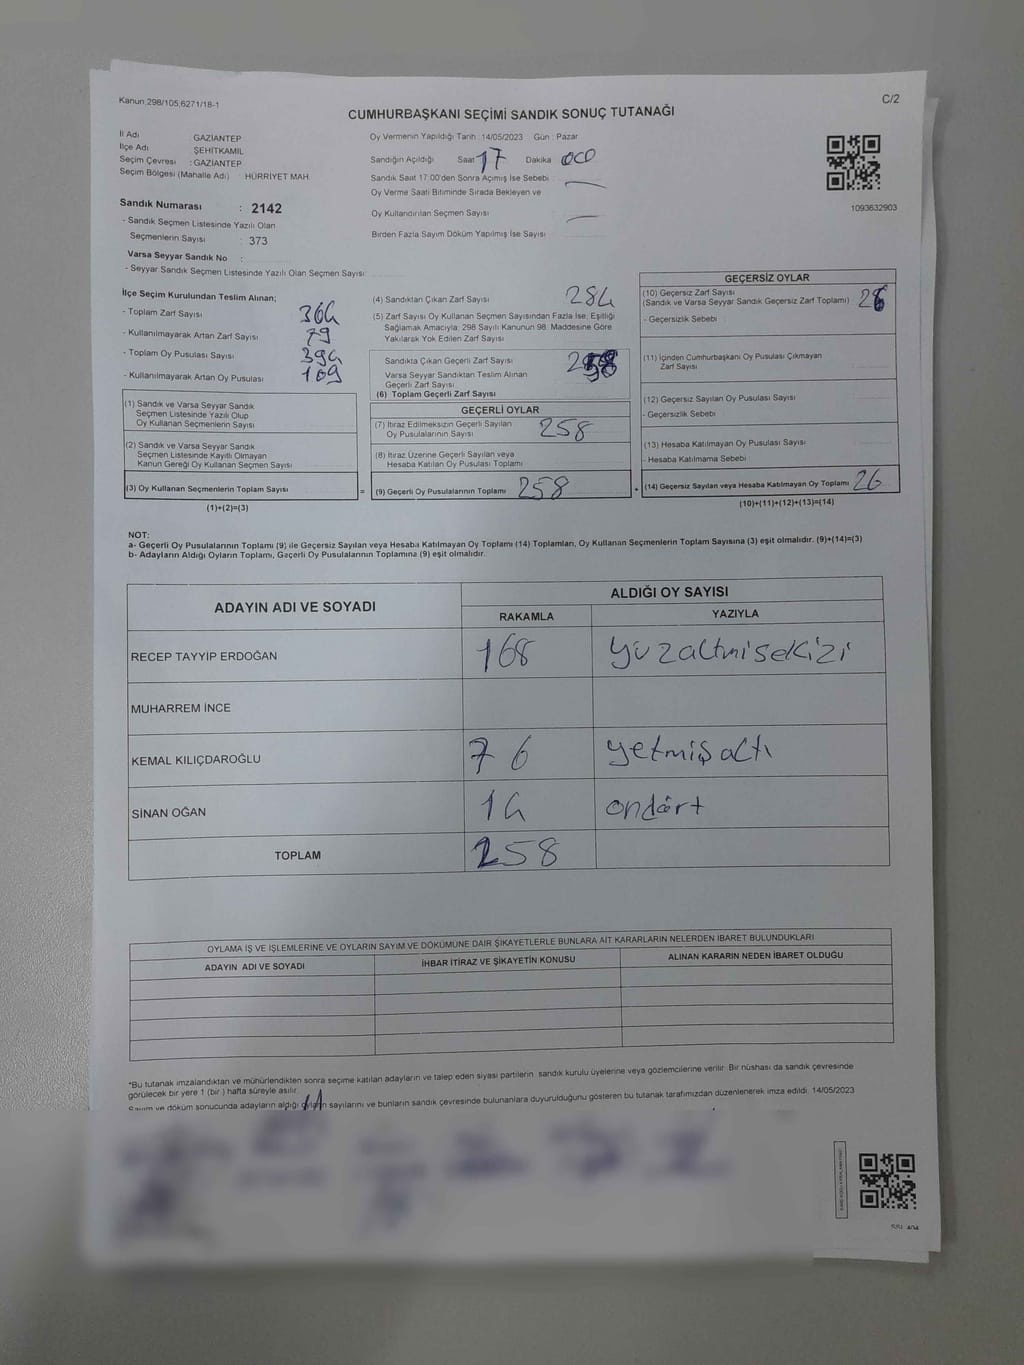 Kanun 298/105,6271/18-1
C/2
CUMHURBAŞKANI SEÇİMİ SANDIK SONUÇ TUTANAĞI
İl Adı GAZİANTEP
İlçe Adı ŞEHİTKAMİL
Seçim Çevresi : GAZİANTEP
Seçim Bölgesi (Mahalle Adı) : HÜRRİYET MAH
Sandık Numarası : 2142
- Sandık Seçmen Listesinde Yazılı Olan
Seçmenlerin Sayısı : 373
Varsa Seyyar Sandık No :
- Seyyar Sandık Seçmen Listesinde Yazılı Olan Seçmen Sayısı
Oy Vermenin Yapıldığı Tarih : 14/05/2023 Gün : Pazar
Sandığın Açıldığı Saat 17 Dakika 00
Sandık Saat 17:00'den Sonra Açımış İse Sebebi
Oy Verme Saati Bitiminde Sırada Bekleyen ve
Oy Kullandırılan Seçmen Sayısı
Birden Fazla Sayım Döküm Yapılmış İse Sayısı
1093632903
İlçe Seçim Kurulundan Teslim Alınan;
- Toplam Zarf Sayısı 364
- Kullanılmayarak Artan Zarf Sayısı 79
- Toplam Oy Pusulası Sayısı 394
- Kullanılmayarak Artan Oy Pusulası 109
(1) Sandık ve Varsa Seyyar Sandık
Seçmen Listesinde Yazılı Olup
Oy Kullanan Seçmenlerin Sayısı
(2) Sandık ve Varsa Seyyar Sandık
Seçmen Listesinde Kayıtlı Olmayan
Kanun Gereği Oy Kullanan Seçmen Sayısı
(3) Oy Kullanan Seçmenlerin Toplam Sayısı
(1)+(2)=(3)
(4) Sandıktan Çıkan Zarf Sayısı 284
(5) Zarf Sayısı Oy Kullanan Seçmen Sayısından Fazla İse, Eşitliği
Sağlamak Amacıyla; 298 Sayılı Kanunun 98. Maddesine Göre
Yakılarak Yok Edilen Zarf Sayısı
Sandıkta Çıkan Geçerli Zarf Sayısı 258
Varsa Seyyar Sandıktan Teslim Alınan
Geçerli Zarf Sayısı
(6) Toplam Geçerli Zarf Sayısı
GEÇERLİ OYLAR
(7) İtiraz Edilmeksizin Geçerli Sayılan
Oy Pusulalarının Sayısı 258
(8) İtiraz Üzerine Geçerli Sayılan veya
Hesaba Katılan Oy Pusulası Toplamı
= (9) Geçerli Oy Pusulalarının Toplamı 258 +
GEÇERSİZ OYLAR
(10) Geçersiz Zarf Sayısı
(Sandık ve Varsa Seyyar Sandık Geçersiz Zarf Toplamı) 26
- Geçersizlik Sebebi
(11) İçinden Cumhurbaşkanı Oy Pusulası Çıkmayan
Zarf Sayısı
(12) Geçersiz Sayılan Oy Pusulası Sayısı
- Geçersizlik Sebebi
(13) Hesaba Katılmayan Oy Pusulası Sayısı
- Hesaba Katılmama Sebebi
(14) Geçersiz Sayılan veya Hesaba Katılmayan Oy Toplamı 26
(10)+(11)+(12)+(13)=(14)
NOT:
a- Geçerli Oy Pusulalarının Toplamı (9) ile Geçersiz Sayılan veya Hesaba Katılmayan Oy Toplamı (14) Toplamları, Oy Kullanan Seçmenlerin Toplam Sayısına (3) eşit olmalıdır. (9)+(14)=(3)
b- Adayların Aldığı Oyların Toplamı, Geçerli Oy Pusulalarının Toplamına (9) eşit olmalıdır.
ADAYIN ADI VE SOYADI ALDIĞI OY SAYISI
RAKAMLA YAZIYLA
RECEP TAYYİP ERDOĞAN 168 yüzaltmisekizi
MUHARREM İNCE
KEMAL KILIÇDAROĞLU 76 yetmiş altı
SİNAN OĞAN 14 ondört
TOPLAM 258
OYLAMA İŞ VE İŞLEMLERİNE VE OYLARIN SAYIM VE DÖKÜMÜNE DAİR ŞİKAYETLERLE BUNLARA AİT KARARLARIN NELERDEN İBARET BULUNDUKLARI
ADAYIN ADI VE SOYADI İHBAR İTİRAZ VE ŞİKAYETİN KONUSU ALINAN KARARIN NEDEN İBARET OLDUĞU
*Bu tutanak imzalandıktan ve mühürlendikten sonra seçime katılan adayların ve talep eden siyasi partilerin sandık kurulu üyelerine veya gözlemcilerine verilir. Bir nüshası da sandık çevresinde
görülecek bir yere 1 (bir) hafta süreyle asılır.
Sayım ve döküm sonucunda adayların aldığı oyların sayılarını ve bunların sandık çevresinde bulunanlara duyurulduğunu gösteren bu tutanak tarafımızdan düzenlenerek imza edildi. 14/05/2023